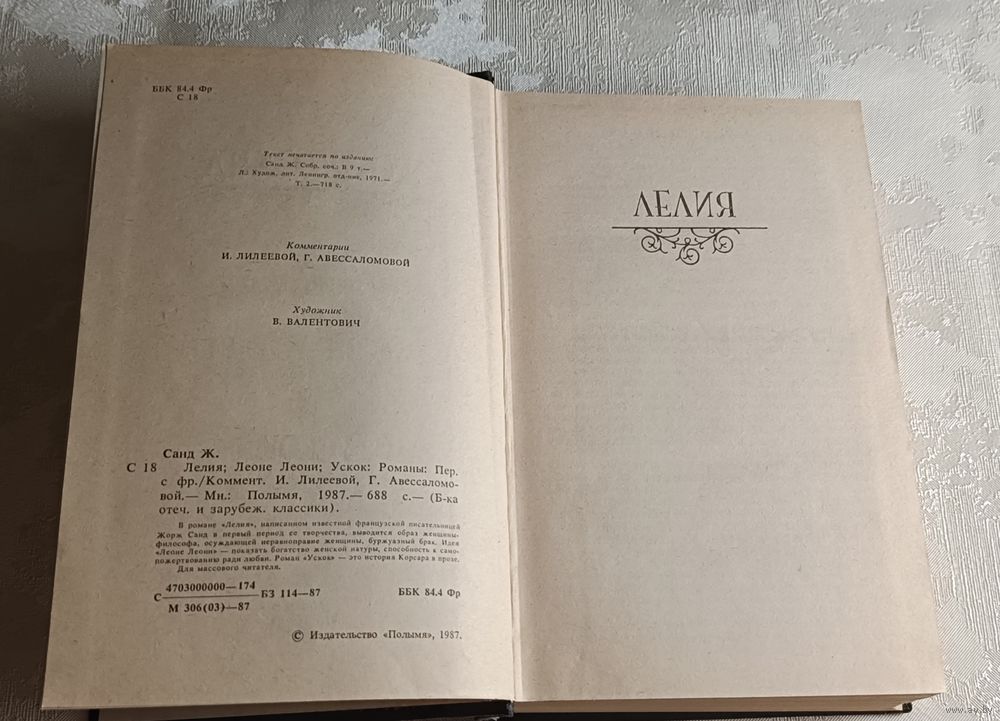 ББК 84.4 Фр
С 18
Текст печатается по изданию:
Санд Ж. Собр. соч.: В 9 т.—
Л.: Худож. лит. Ленингр. отд-ние, 1971.—
Т. 2.—718 с.
Комментарии
И. ЛИЛЕЕВОЙ, Г. АВЕССАЛОМОВОЙ
Художник
В. ВАЛЕНТОВИЧ
Санд Ж.
С 18 Лелия; Леоне Леони; Ускок: Романы: Пер.
с фр./Коммент. И. Лилеевой, Г. Авессаломо-
вой.— Мн.: Полымя, 1987.— 688 с.— (Б-ка
отеч. и зарубеж. классики).
В романе «Лелия», написанном известной французской писательницей
Жорж Санд в первый период ее творчества, выводится образ женщины-
философа, осуждающей неравноправие женщины, буржуазный брак. Идея
«Леоне Леони» — показать богатство женской натуры, способность к само-
пожертвованию ради любви. Роман «Ускок» — это история Корсара в прозе.
Для массового читателя.
С 4703000000—174
М 306(03)—87 БЗ 114—87 ББК 84.4 Фр
© Издательство «Полымя», 1987.
ЛЕЛИЯ
www.ay.by